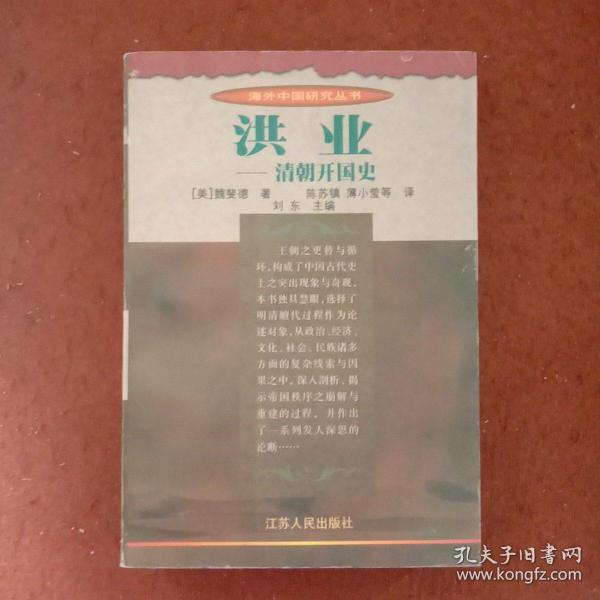 海外中国研究丛书
洪业
——清朝开国史
[美]魏斐德 著 陈苏镇 薄小莹等 译
刘东 主编
王朝之更替与循
环,构成了中国古代史
上之突出现象与奇观。
本书独具慧眼,选择了
明清嬗代过程作为论
述对象,从政治、经济、
文化、社会、民族诸多
方面的复杂线索与因
果之中,深入剖析、揭
示帝国秩序之崩解与
重建的过程,并作出
了一系列发人深思的
论断……
江苏人民出版社
孔夫子旧书网
www.kongfz.com